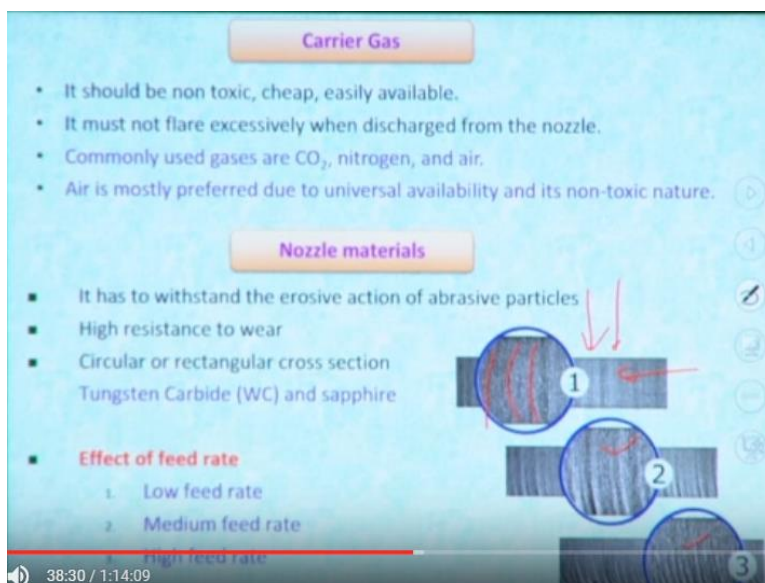 Carrier Gas
• It should be non toxic, cheap, easily available.
• It must not flare excessively when discharged from the nozzle.
• Commonly used gases are CO₂, nitrogen, and air.
• Air is mostly preferred due to universal availability and its non-toxic nature.
Nozzle materials
▪ It has to withstand the erosive action of abrasive particles
▪ High resistance to wear
▪ Circular or rectangular cross section
Tungsten Carbide (WC) and sapphire
1
▪ Effect of feed rate
2
1. Low feed rate
2. Medium feed rate
3. High feed rate
3
38:30 / 1:14:09